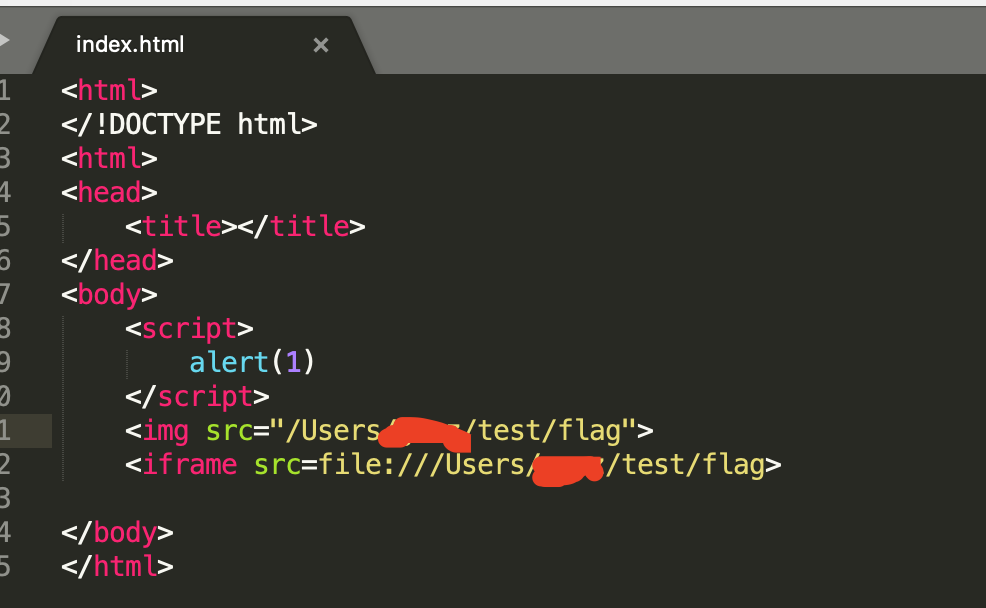 index.html ×
1 <html>
2 </!DOCTYPE html>
3 <html>
4 <head>
5 <title></title>
6 </head>
7 <body>
8 <script>
9 alert(1)
0 </script>
1 <img src="/Users/ /test/flag">
2 <iframe src=file:///Users/ /test/flag>
3
4 </body>
5 </html>